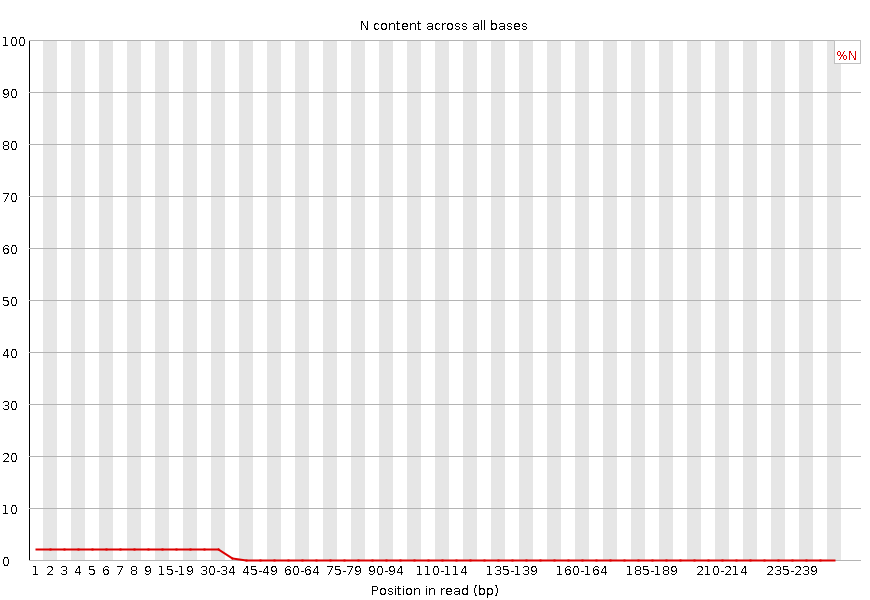 N content across all bases
100
%N
90
80
70
60
50
40
30
20
10
0
1 2 3 4 5 6 7 8 9 15-19 30-34 45-49 60-64 75-79 90-94 110-114 135-139 160-164 185-189 210-214 235-239
Position in read (bp)